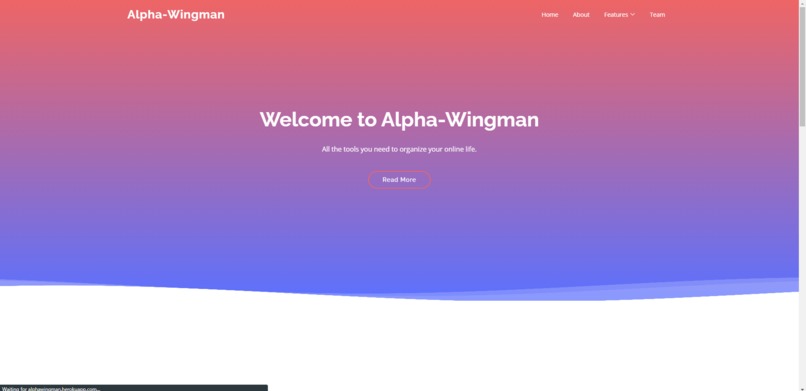 Alpha-Wingman
Home About Features Team
Welcome to Alpha-Wingman
All the tools you need to organize your online life.
Read More
Waiting for alphawingman.herokuapp.com...